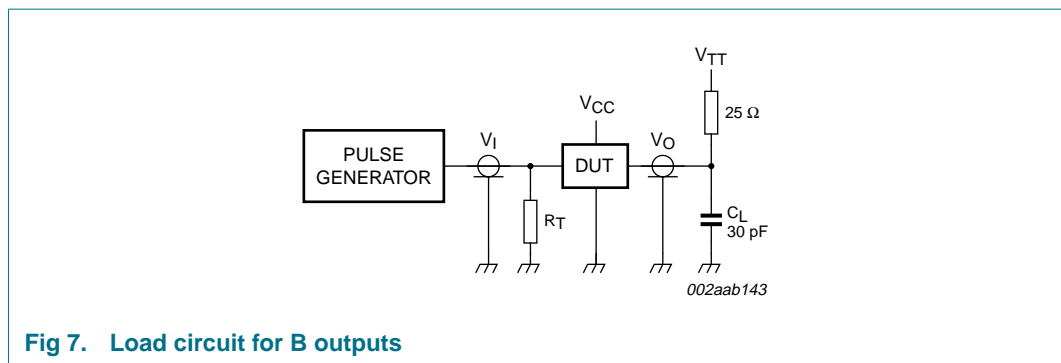 VTT
25 Ω
VCC
VI
VO
PULSE
GENERATOR
DUT
RT
CL
30 pF
002aab143
Fig 7. Load circuit for B outputs